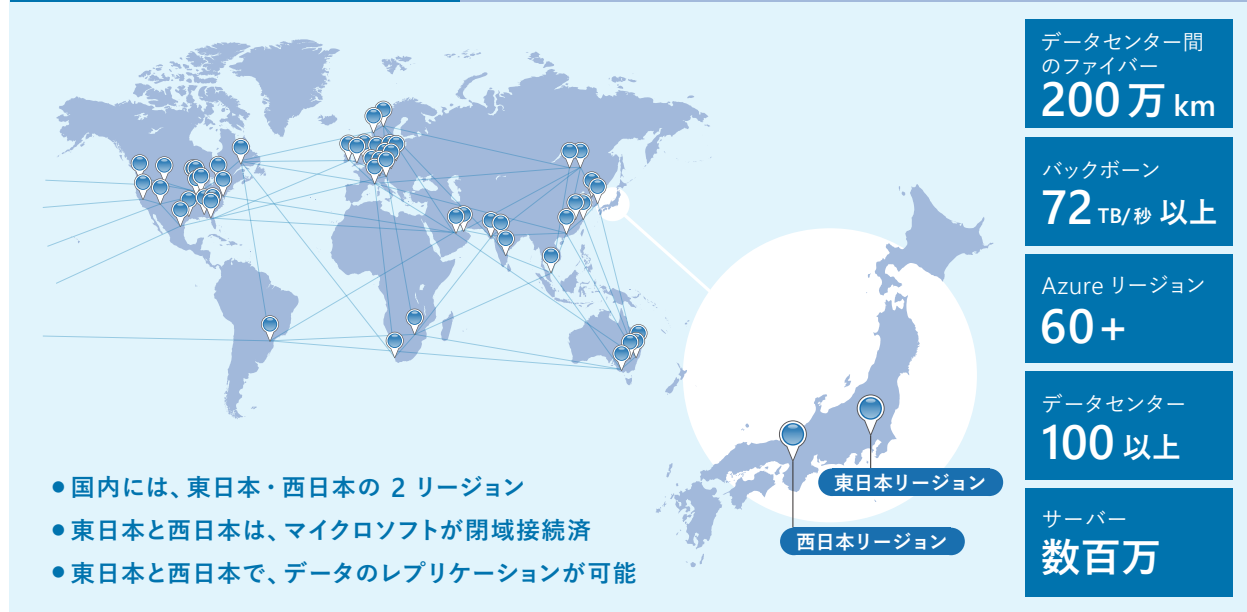 データセンター間
のファイバー
200万 km
バックボーン
72 TB/秒 以上
Azure リージョン
60+
データセンター
100 以上
サーバー
数百万
東日本リージョン
西日本リージョン
●国内には、東日本・西日本の 2 リージョン
●東日本と西日本は、マイクロソフトが閉域接続済
●東日本と西日本で、データのレプリケーションが可能